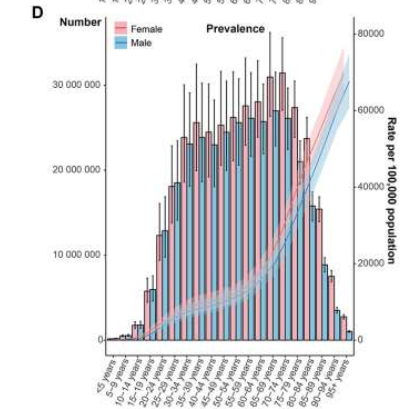 D
Number
Prevalence
Female
Male
30 000 000
20 000 000
10 000 000
0
80000
60000
40000
20000
0
Rate per 100,000 population
<5 years
5–9 years
10–14 years
15–19 years
20–24 years
25–29 years
30–34 years
35–39 years
40–44 years
45–49 years
50–54 years
55–59 years
60–64 years
65–69 years
70–74 years
75–79 years
80–84 years
85–89 years
90–94 years
95+ years